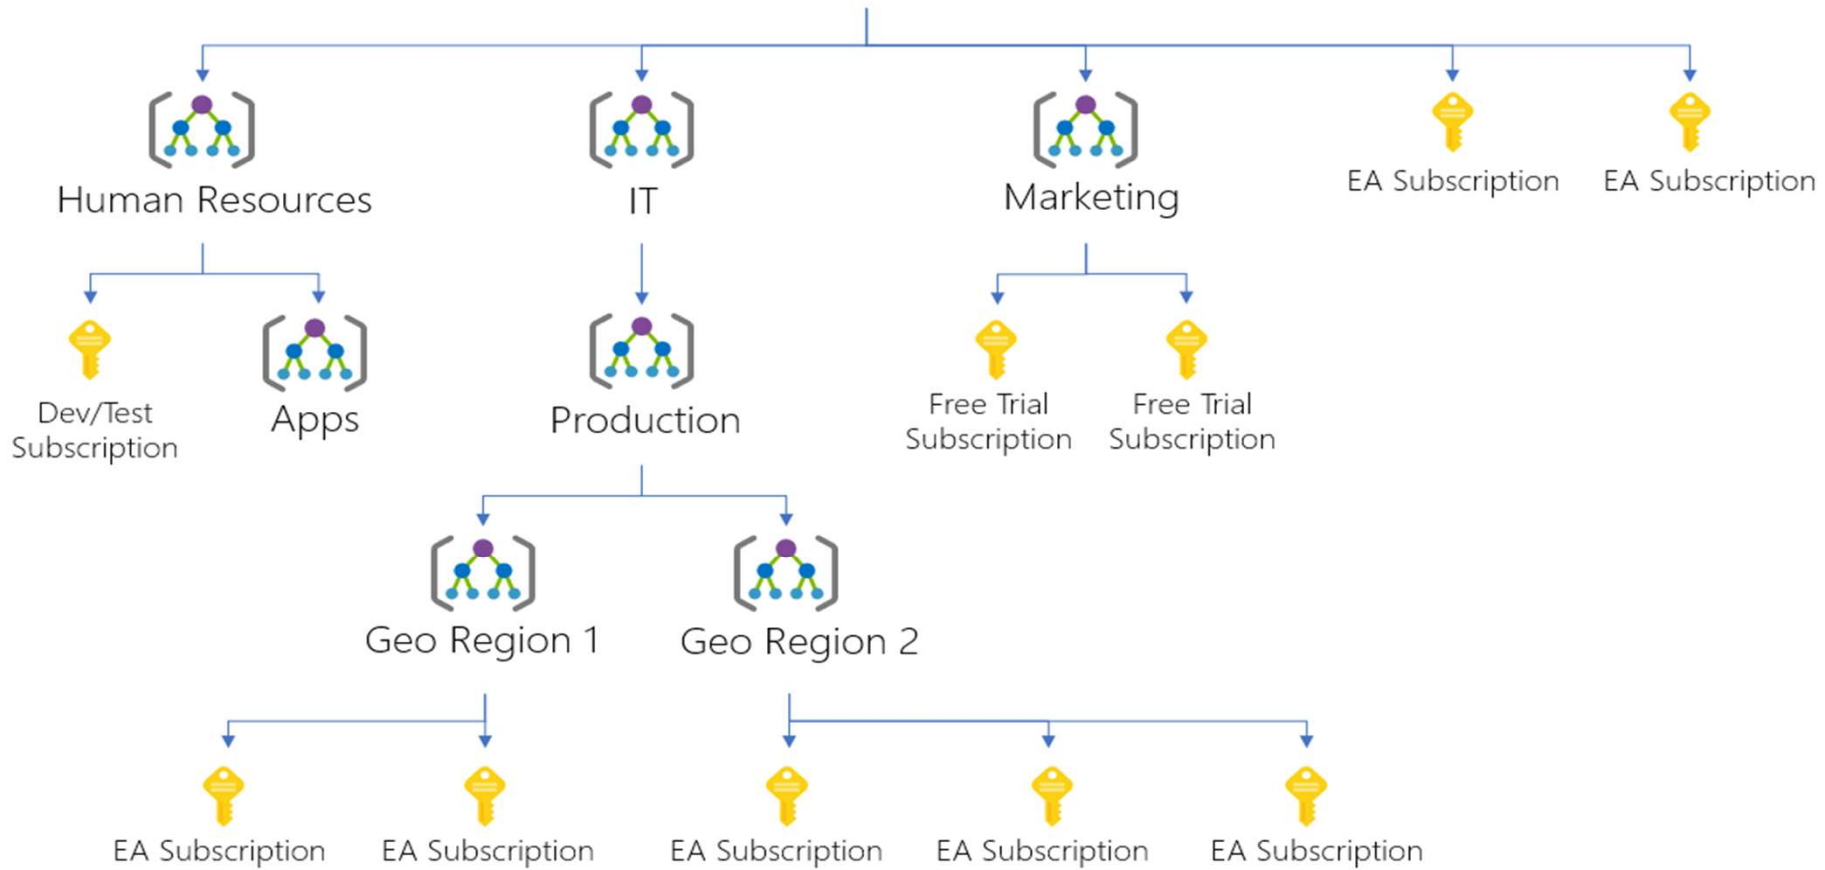 Human Resources
IT
Marketing
EA Subscription
EA Subscription
Dev/Test
Subscription
Apps
Production
Free Trial
Subscription
Free Trial
Subscription
Geo Region 1
Geo Region 2
EA Subscription
EA Subscription
EA Subscription
EA Subscription
EA Subscription